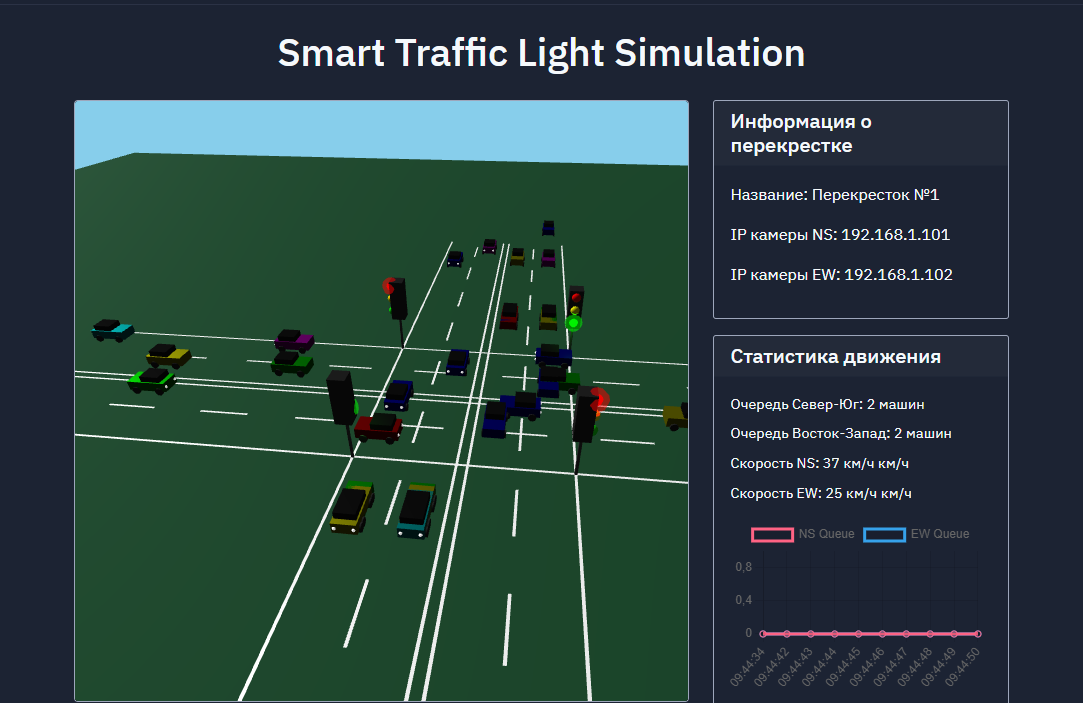 Smart Traffic Light Simulation
Информация о
перекрестке
Название: Перекресток №1
IP камеры NS: 192.168.1.101
IP камеры EW: 192.168.1.102
Статистика движения
Очередь Север-Юг: 2 машин
Очередь Восток-Запад: 2 машин
Скорость NS: 37 км/ч км/ч
Скорость EW: 25 км/ч км/ч
NS Queue EW Queue
0,8
0,4
0
09:44:34 09:44:42 09:44:43 09:44:44 09:44:45 09:44:46 09:44:47 09:44:48 09:44:49 09:44:50